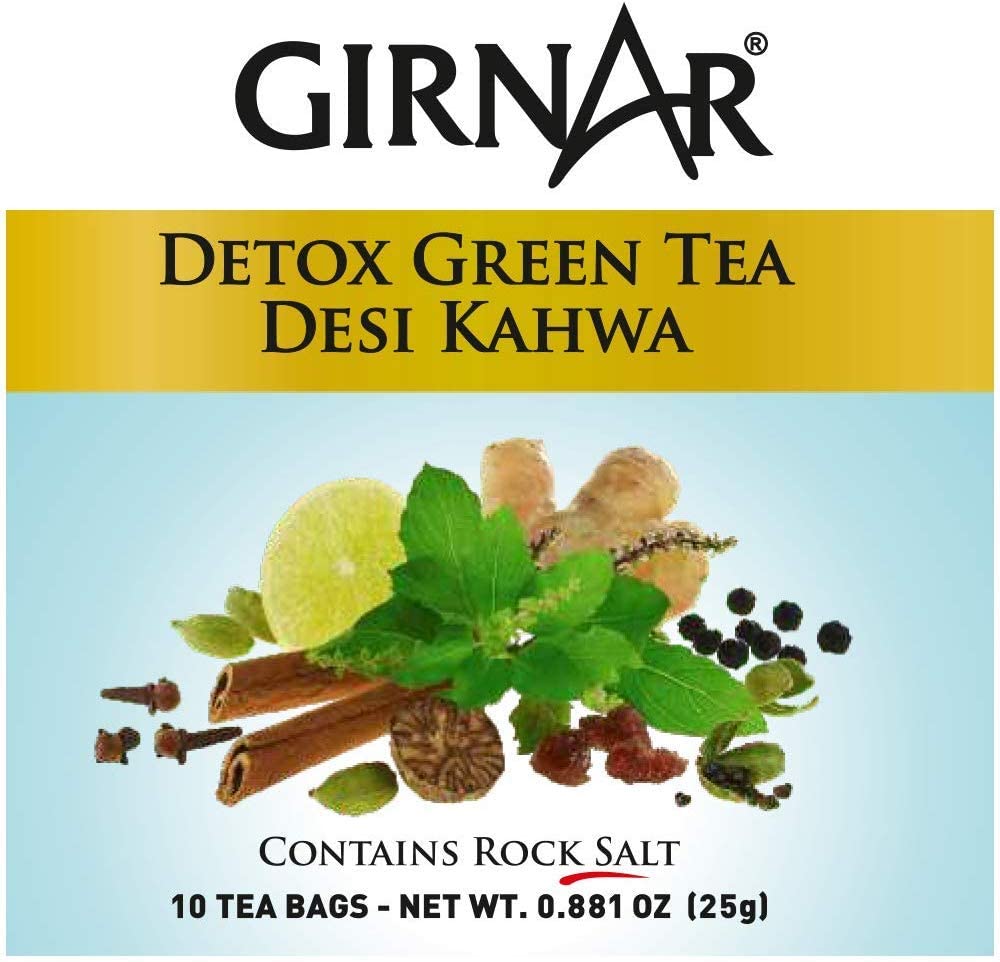 GIRNAR®
DETOX GREEN TEA
DESI KAHWA
CONTAINS ROCK SALT
10 TEA BAGS - NET WT. 0.881 OZ (25g)